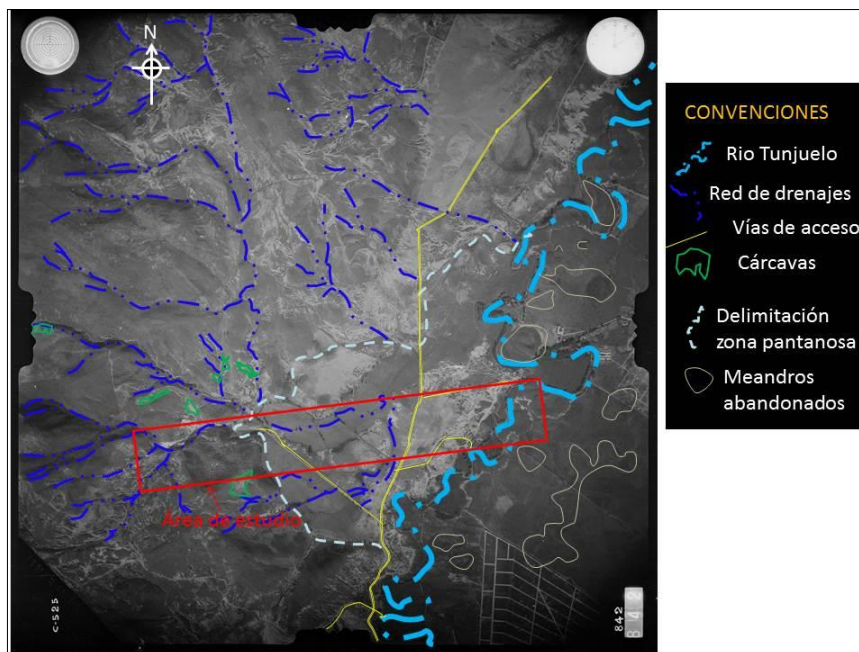 N
CONVENCIONES
Rio Tunjuelo
Red de drenajes
Vías de acceso
Cárcavas
Delimitación
zona pantanosa
Meandros
abandonados
Área de estudio
C-525
842
842